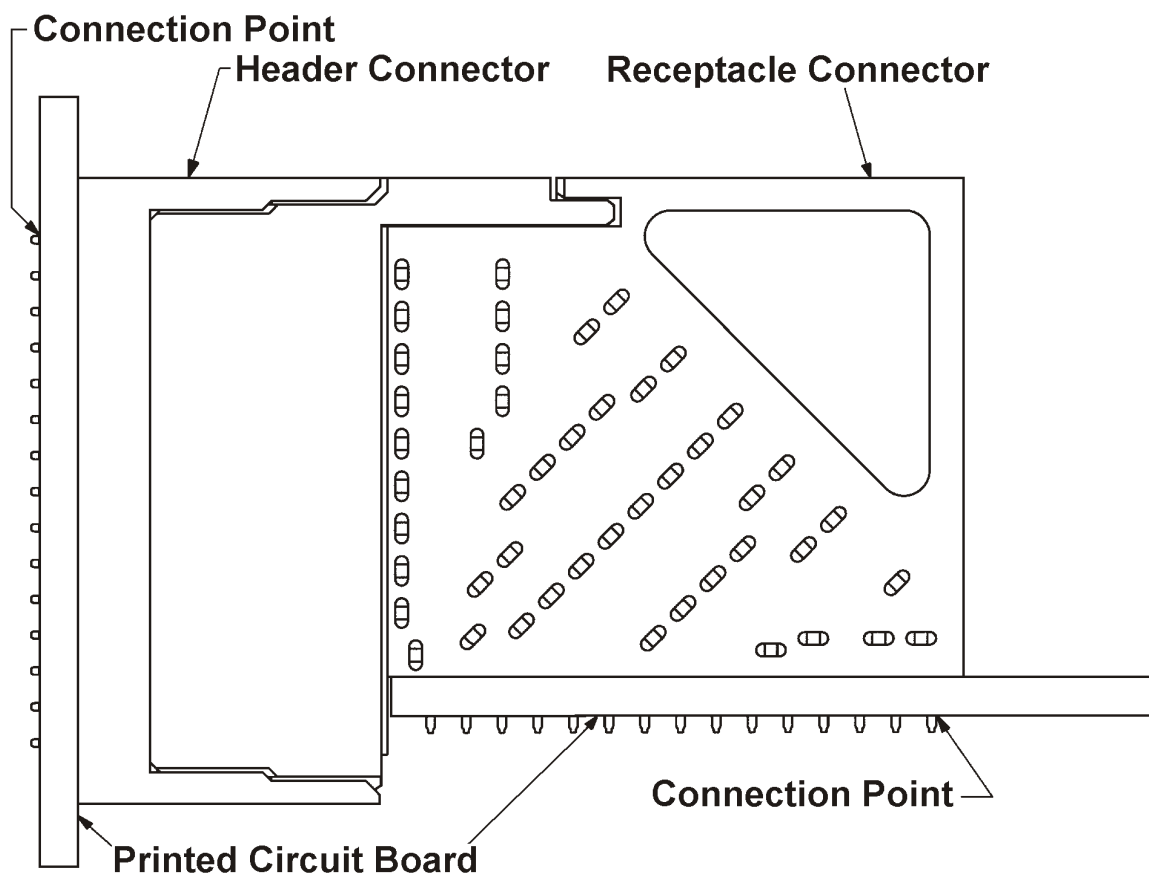 Connection Point
Header Connector
Receptacle Connector
Connection Point
Printed Circuit Board